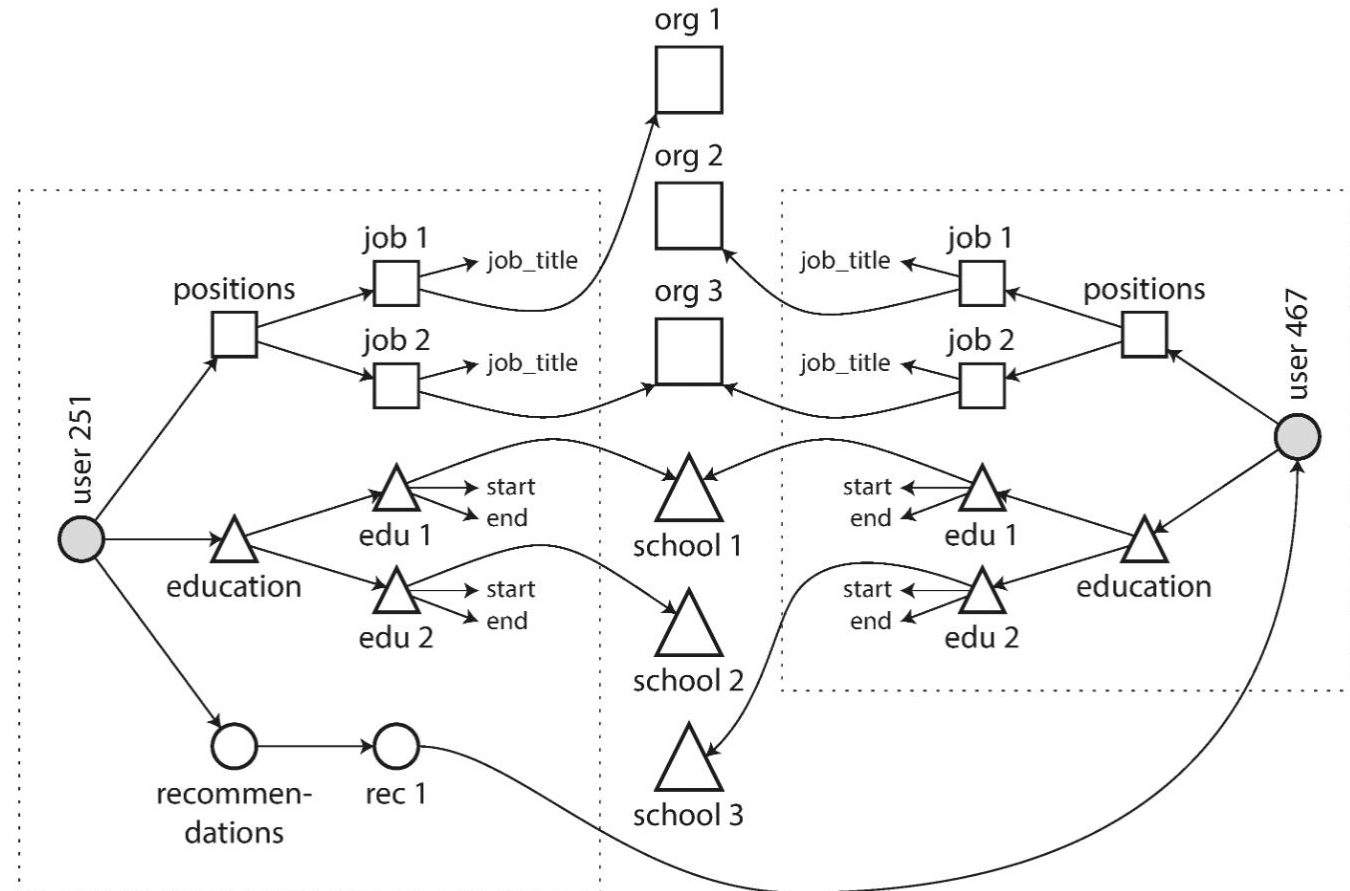 org 1
org 2
org 3
job 1
job_title
positions
job 2
job_title
user 251
edu 1
start
end
education
edu 2
start
end
recommen-
dations
rec 1
school 1
school 2
school 3
job 1
job_title
positions
job 2
job_title
user 467
edu 1
start
end
education
edu 2
start
end